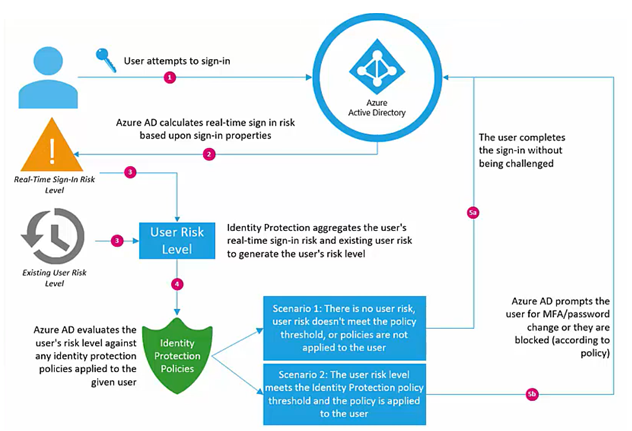 User attempts to sign-in
1
Azure
Active Directory
Azure AD calculates real-time sign in risk
based upon sign-in properties
2
The user completes
the sign-in without
being challenged
Real-Time Sign-In Risk
Level
3
5a
User Risk
Level
Identity Protection aggregates the user's
real-time sign-in risk and existing user risk
to generate the user's risk level
3
Existing User Risk
Level
4
Azure AD prompts
the user for MFA/password
change or they are
blocked (according to
policy)
Azure AD evaluates the
user's risk level against
any identity protection
policies applied to the
given user
Identity
Protection
Policies
Scenario 1: There is no user risk,
user risk doesn't meet the policy
threshold, or policies are not
applied to the user
Scenario 2: The user risk level
meets the Identity Protection policy
threshold and the policy is applied
to the user
5b